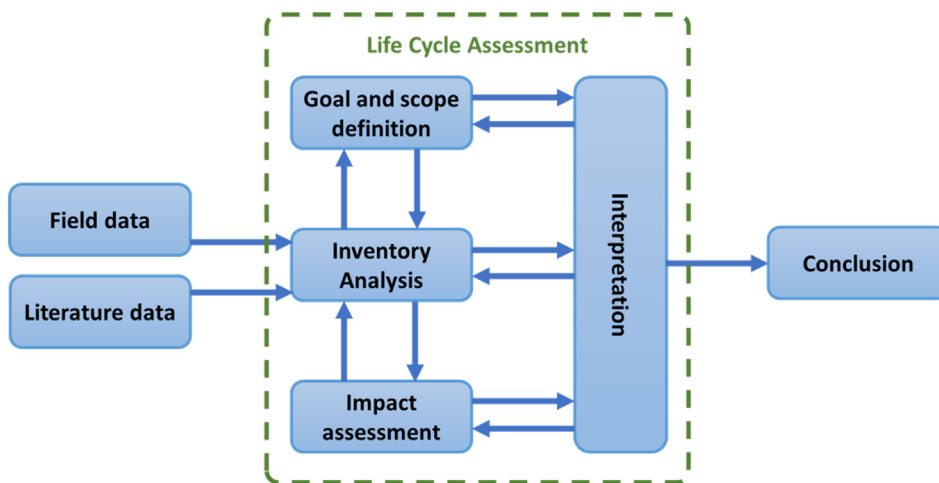 Life Cycle Assessment
Goal and scope
definition
Field data
Inventory
Analysis
Literature data
Impact
assessment
Interpretation
Conclusion